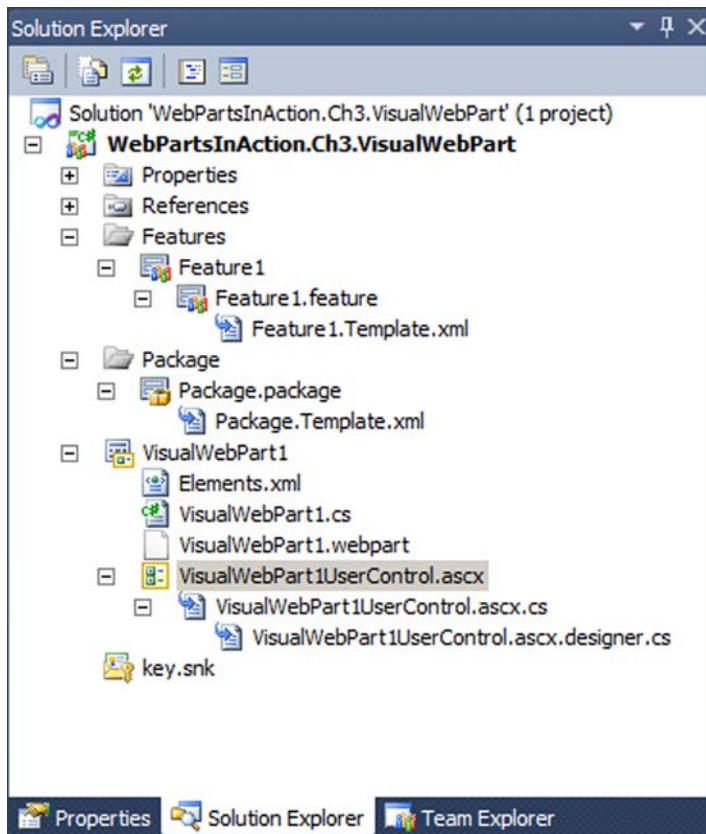 Solution Explorer
Solution 'WebPartsInAction.Ch3.VisualWebPart' (1 project)
WebPartsInAction.Ch3.VisualWebPart
Properties
References
Features
Feature1
Feature1.feature
Feature1.Template.xml
Package
Package.package
Package.Template.xml
VisualWebPart1
Elements.xml
VisualWebPart1.cs
VisualWebPart1.webpart
VisualWebPart1UserControl.ascx
VisualWebPart1UserControl.ascx.cs
VisualWebPart1UserControl.ascx.designer.cs
key.snk
Properties Solution Explorer Team Explorer